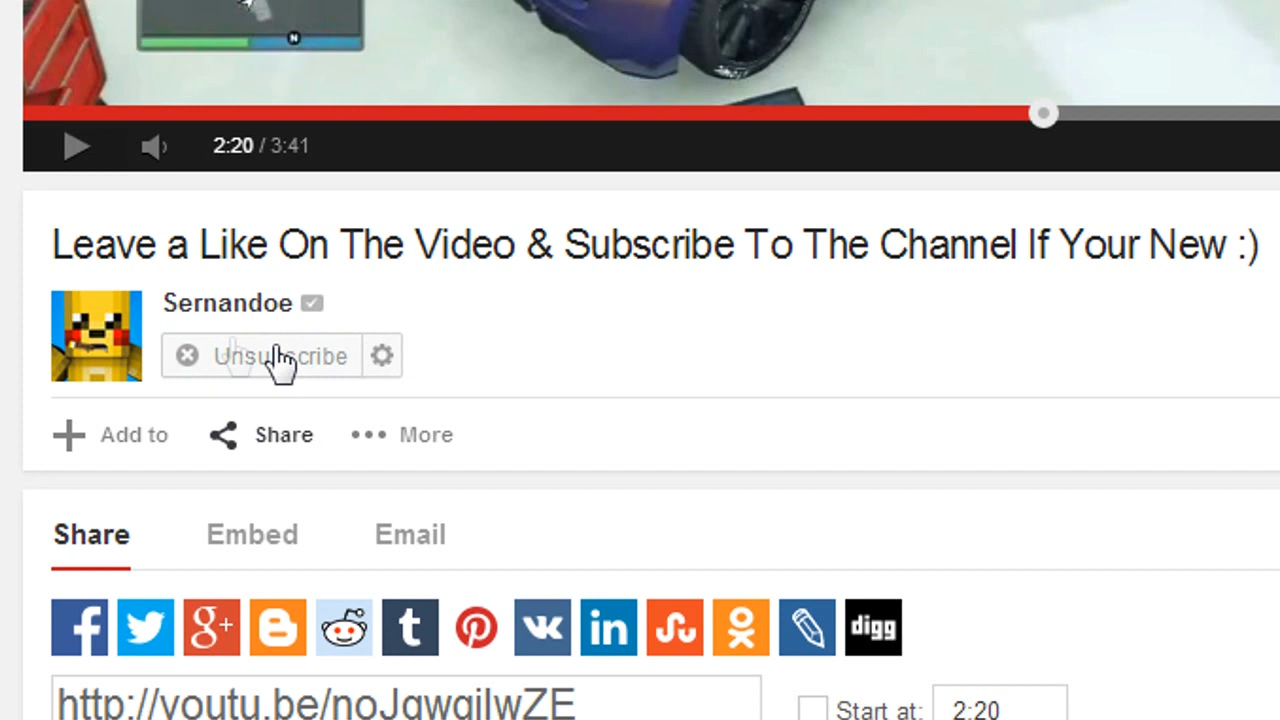 N
2:20 / 3:41
Leave a Like On The Video & Subscribe To The Channel If Your New :)
Sernandoe
Unsubscribe
Add to Share More
Share Embed Email
g+ t in digg
http://youtu.be/noJqwqilwZE
Start at: 2:20